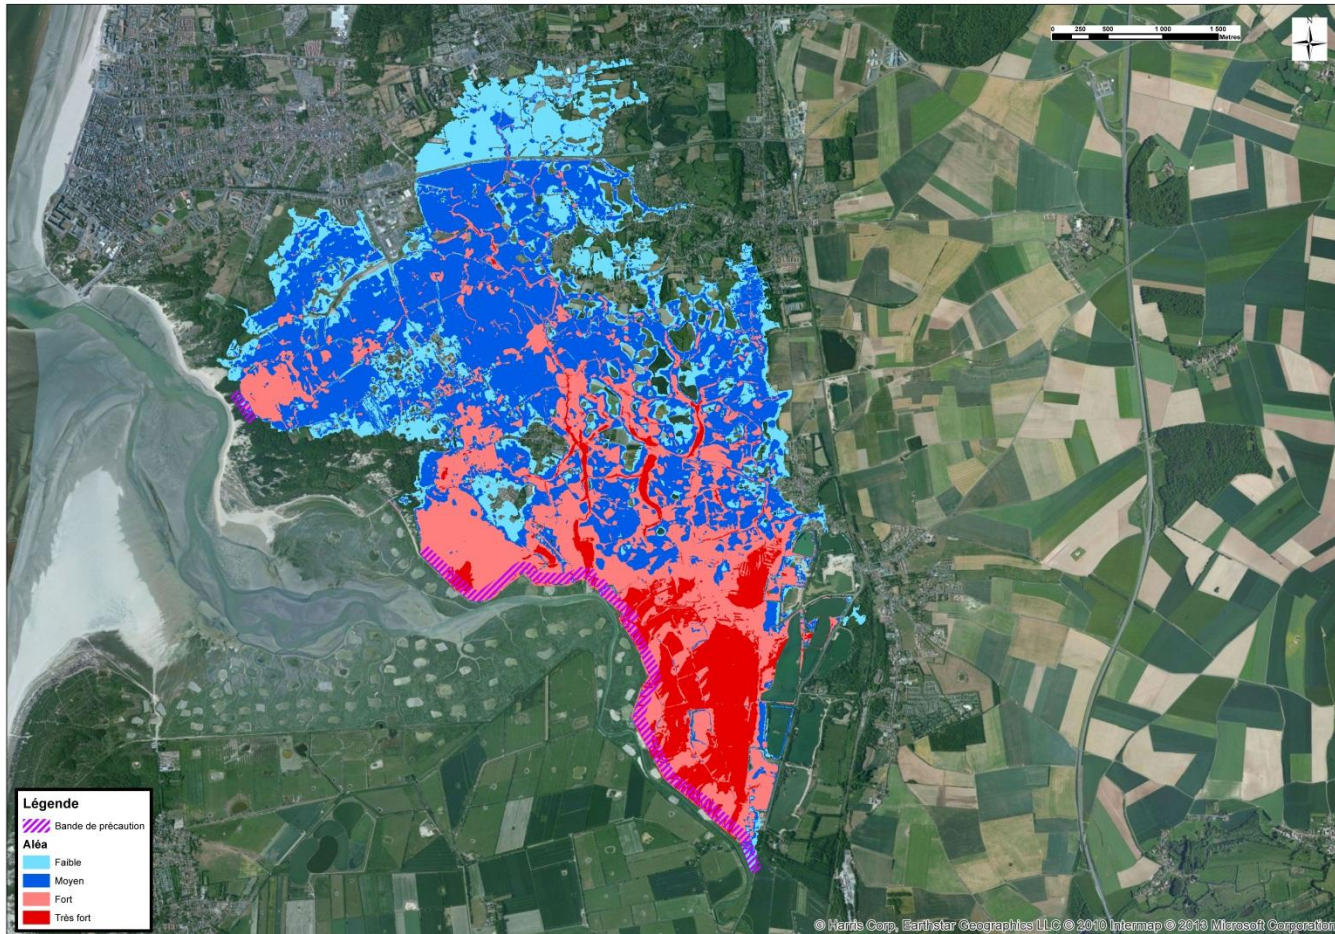 N
0 250 500 1 000 1 500
Metres
Légende
Bande de précaution
Aléa
Faible
Moyen
Fort
Très fort
© Harris Corp, Earthstar Geographics LLC © 2010 Intermap © 2013 Microsoft Corporation